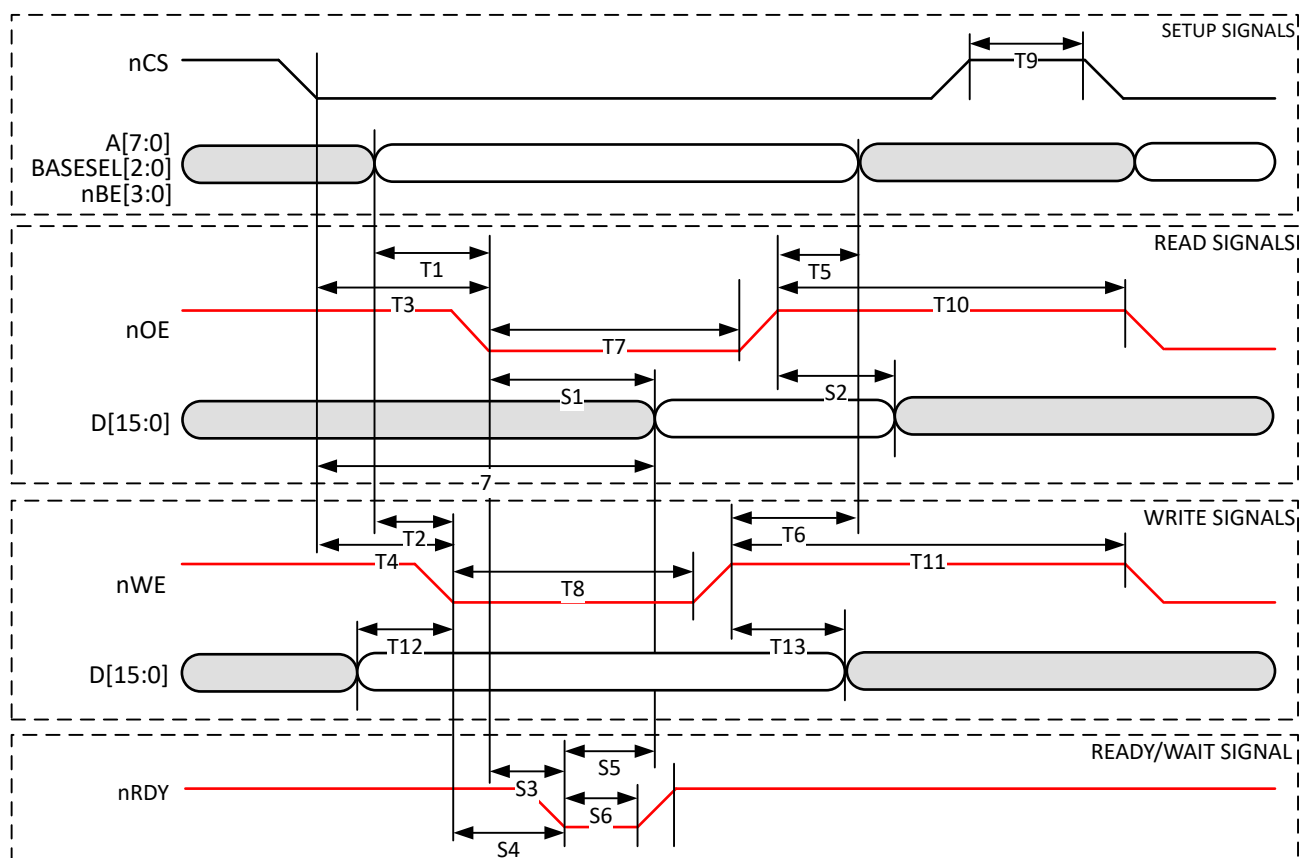 SETUP SIGNALS
nCS
T9
A[7:0]
BASESEL[2:0]
nBE[3:0]
READ SIGNALS
T1
T5
T3
T10
nOE
T7
S1
S2
D[15:0]
7
WRITE SIGNALS
T2
T6
T4
T11
nWE
T8
T12
T13
D[15:0]
READY/WAIT SIGNAL
S5
nRDY
S3
S6
S4